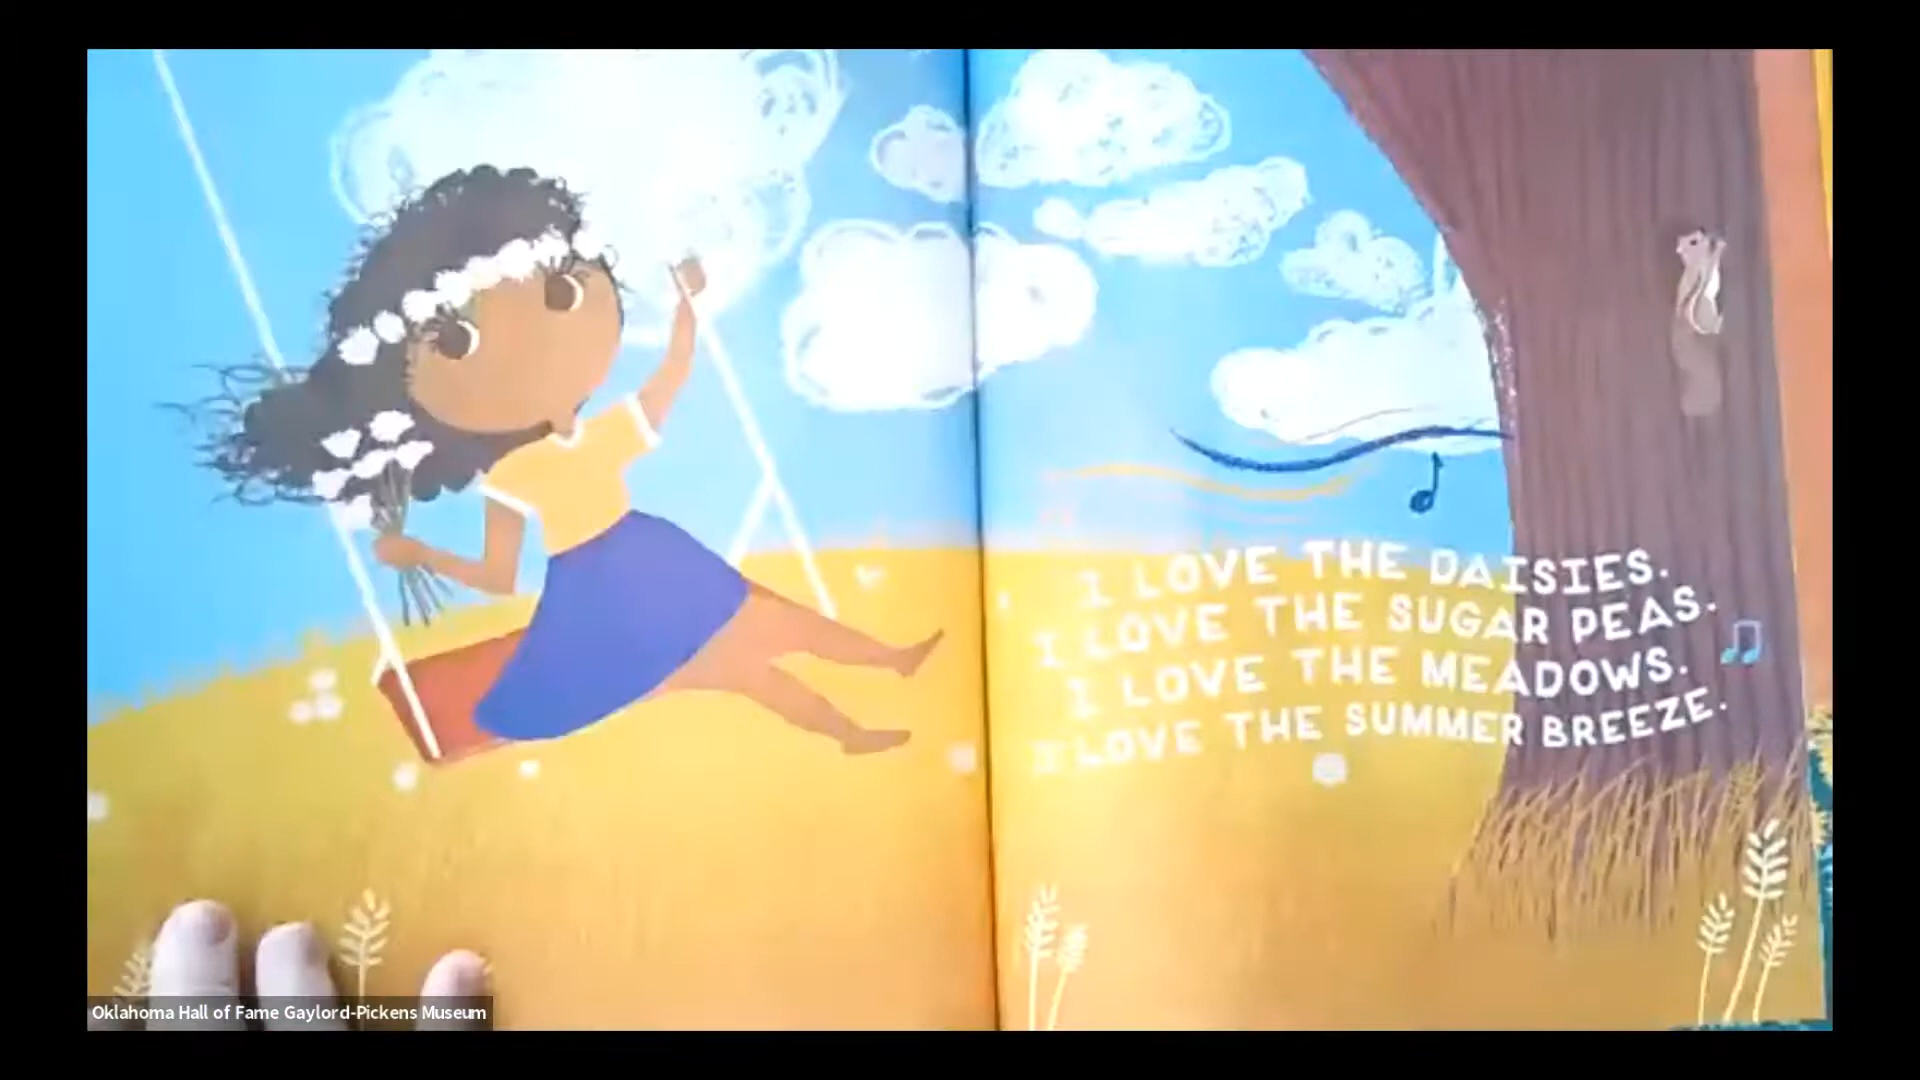 I LOVE THE DAISIES.
I LOVE THE SUGAR PEAS.
I LOVE THE MEADOWS.
I LOVE THE SUMMER BREEZE.
Oklahoma Hall of Fame Gaylord-Pickens Museum